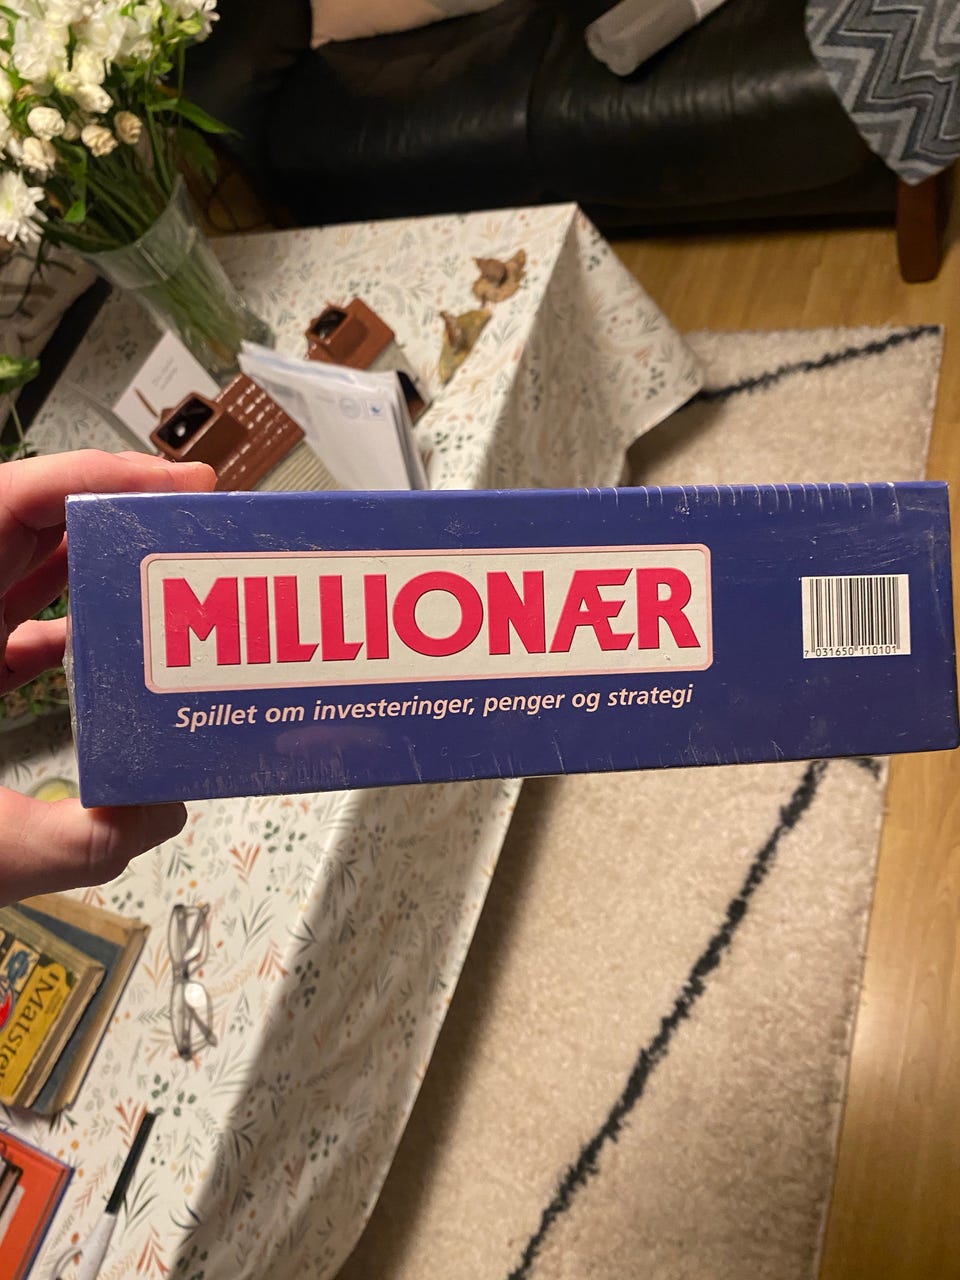 MILLIONÆR
Spillet om investeringer, penger og strategi
7 031650 110101